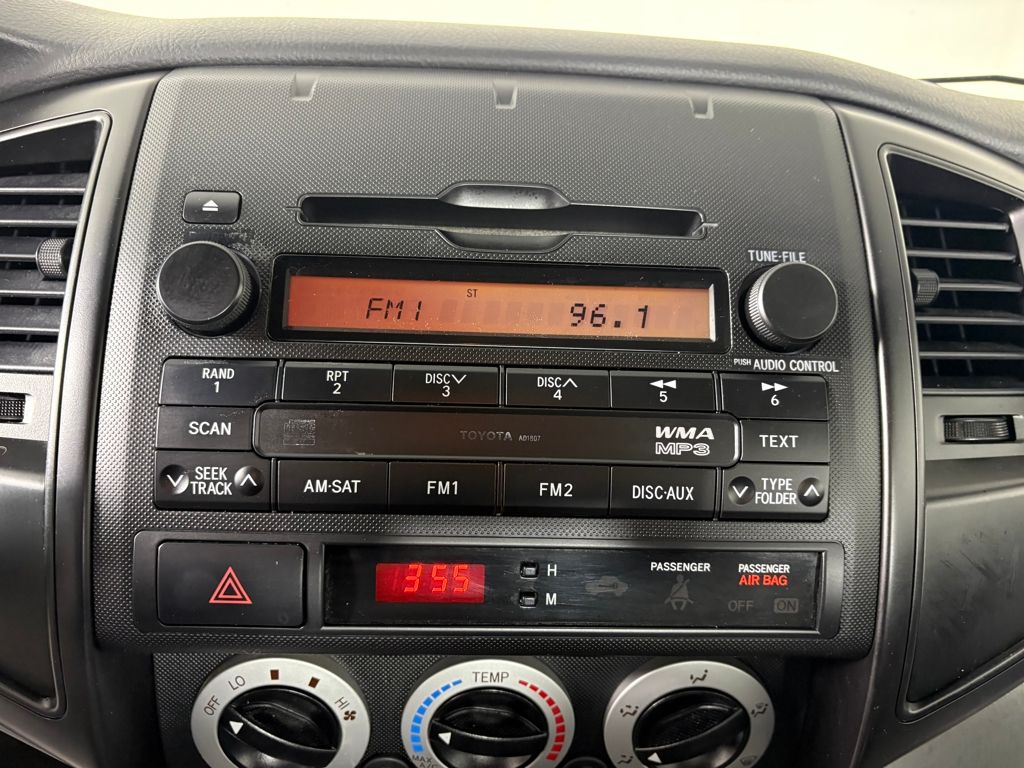 TUNE·FILE
ST
FM1 96.1
PUSH AUDIO CONTROL
RAND
1
RPT
2
DISC
3
DISC
4
5
6
SCAN
TOYOTA AD1807
WMA
MP3
TEXT
SEEK
TRACK
AM·SAT
FM1
FM2
DISC·AUX
TYPE
FOLDER
355
H
M
PASSENGER
PASSENGER
AIR BAG
OFF ON
OFF
LO
HI
TEMP
MAX
A/C